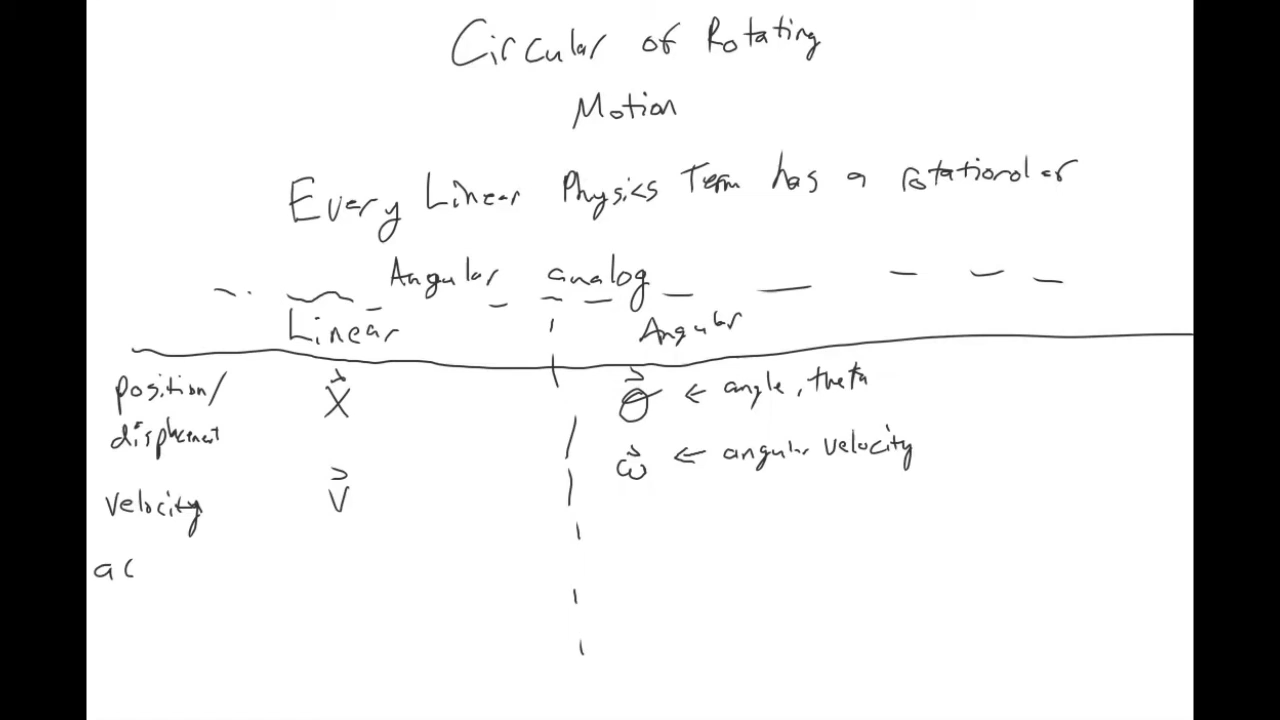 Circular of Rotating
Motion
Every Linear Physics Term has a rotational or
Angular analog
Linear Angular
position/ X⃗ θ⃗ ← angle, theta
displacement
ω⃗ ← angular velocity
Velocity V⃗
ac